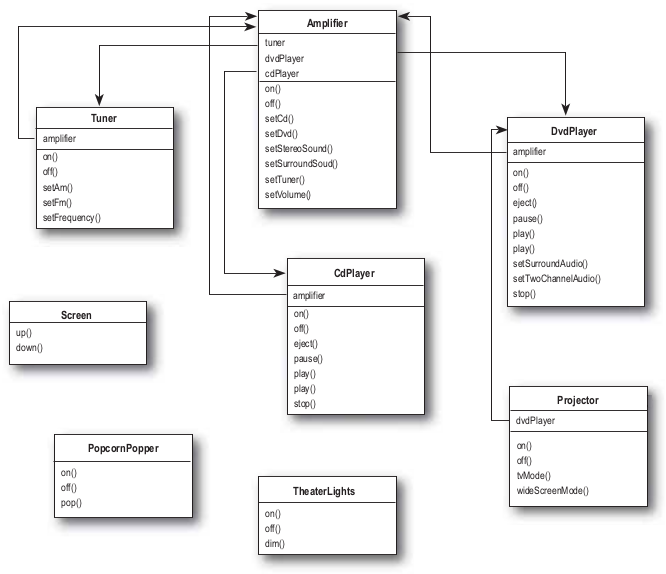 Amplifier
tuner
dvdPlayer
cdPlayer
on()
off()
setCd()
setDvd()
setStereoSound()
setSurroundSoud()
setTuner()
setVolume()
Tuner
amplifier
on()
off()
setAm()
setFm()
setFrequency()
DvdPlayer
amplifier
on()
off()
eject()
pause()
play()
play()
setSurroundAudio()
setTwoChannelAudio()
stop()
CdPlayer
amplifier
on()
off()
eject()
pause()
play()
play()
stop()
Screen
up()
down()
Projector
dvdPlayer
on()
off()
tvMode()
wideScreenMode()
PopcornPopper
on()
off()
pop()
TheaterLights
on()
off()
dim()